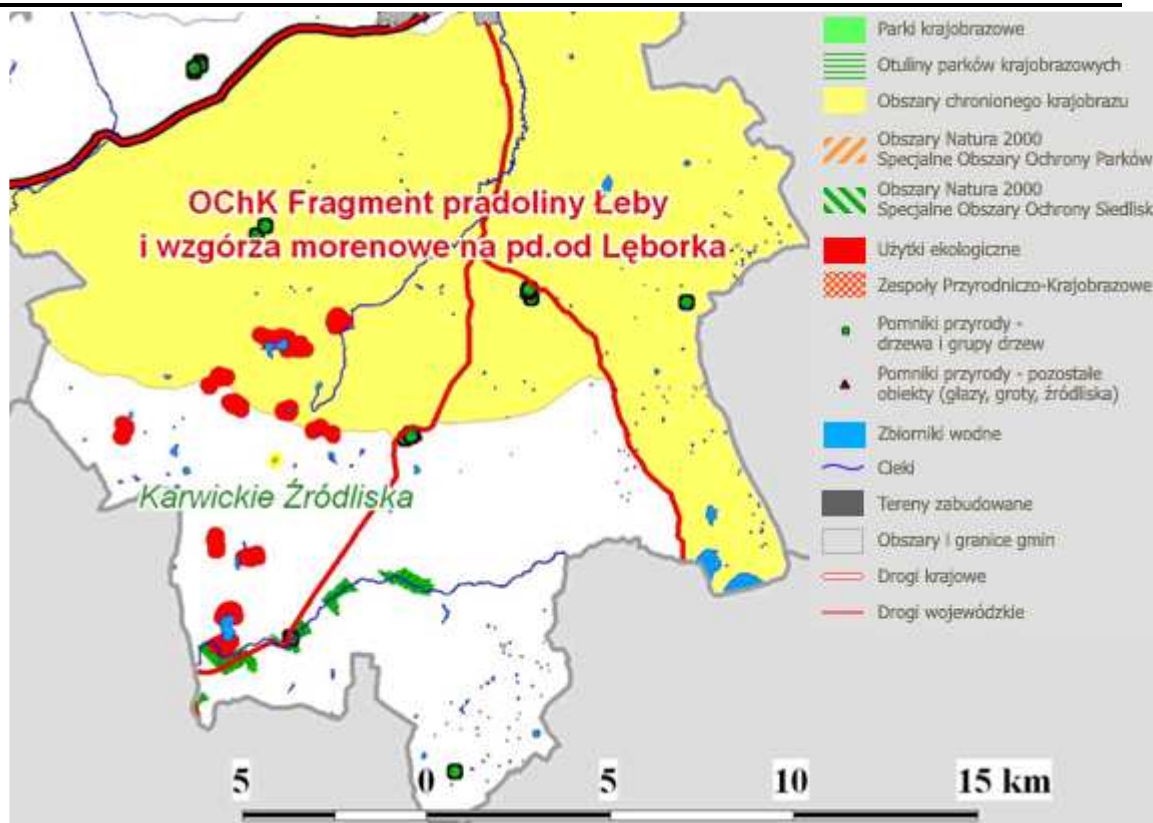 Parki krajobrazowe
Otuliny parków krajobrazowych
Obszary chronionego krajobrazu
Obszary Natura 2000
Specjalne Obszary Ochrony Parków
Obszary Natura 2000
Specjalne Obszary Ochrony Siedlisk
Użytki ekologiczne
Zespoły Przyrodniczo-Krajobrazowe
Pomniki przyrody -
drzewa i grupy drzew
Pomniki przyrody - pozostałe
obiekty (głazy, groty, źródliska)
Zbiorniki wodne
Cieki
Tereny zabudowane
Obszary i granice gmin
Drogi krajowe
Drogi wojewódzkie
OChK Fragment pradoliny Łeby
i wzgórza morenowe na pd.od Lęborka
Karwickie Źródliska
5 0 5 10 15 km